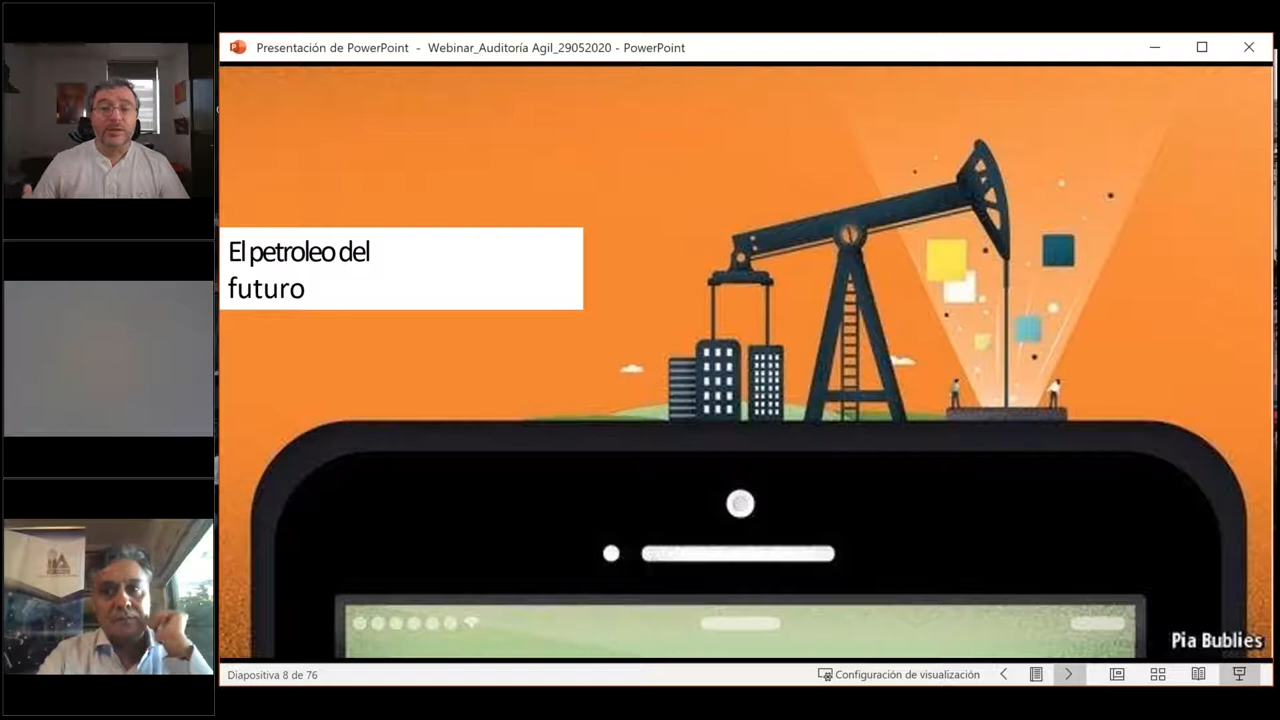 Presentación de PowerPoint - Webinar_Auditoría Agil_29052020 - PowerPoint
El petroleo del
futuro
Pia Bublies
Diapositiva 8 de 76
Configuración de visualización